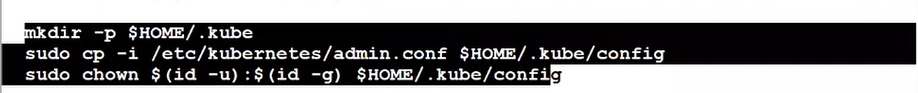 mkdir -p $HOME/.kube
sudo cp -i /etc/kubernetes/admin.conf $HOME/.kube/config
sudo chown $(id -u):$(id -g) $HOME/.kube/config